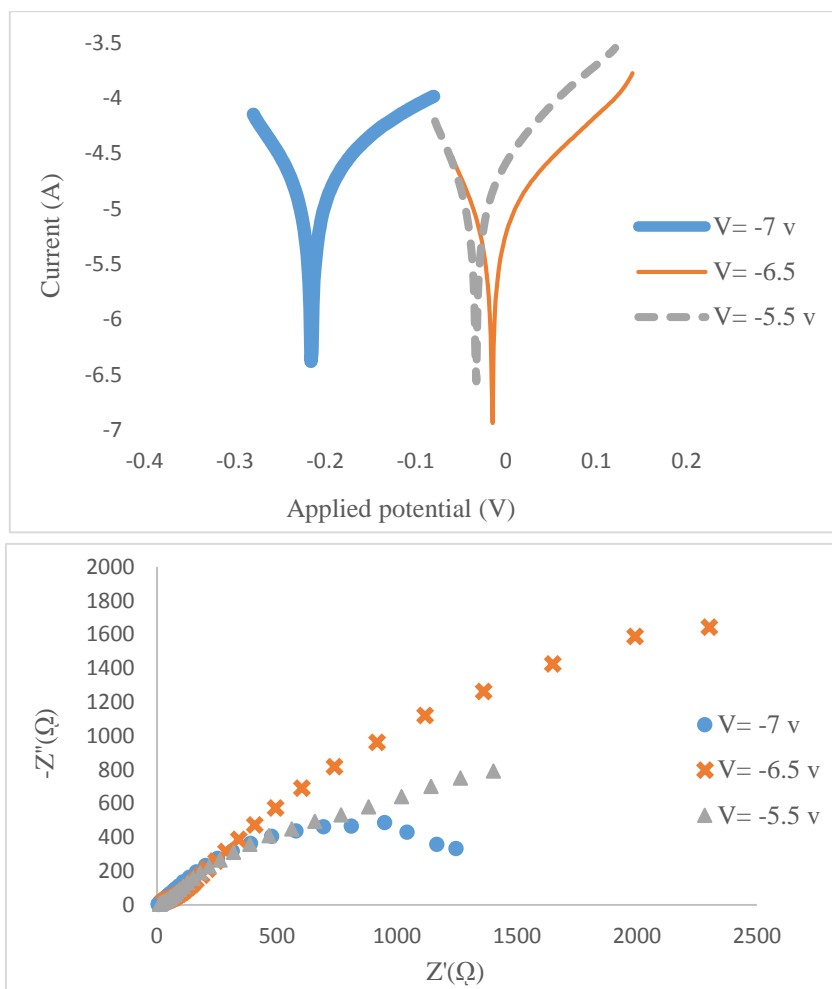 -3.5
-4
-4.5
-5
-5.5
-6
-6.5
-7
Current (A)
-0.4 -0.3 -0.2 -0.1 0 0.1 0.2
Applied potential (V)
V= -7 v
V= -6.5
V= -5.5 v
2000
1800
1600
1400
1200
1000
800
600
400
200
0
-Z"(Ω)
0 500 1000 1500 2000 2500
Z'(Ω)
V= -7 v
V= -6.5 v
V= -5.5 v